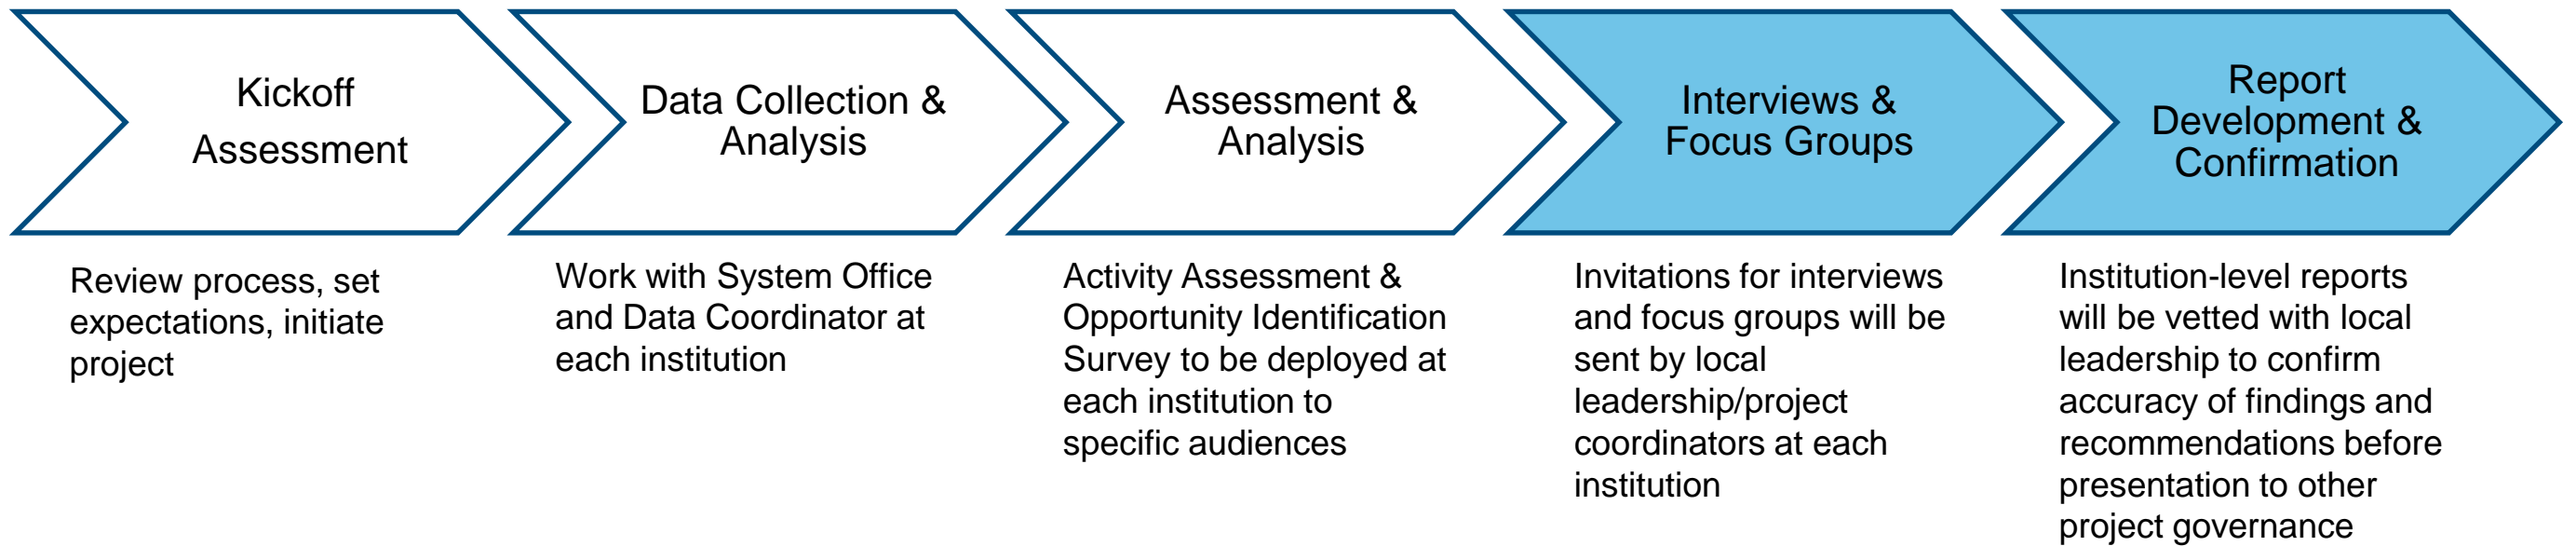 Kickoff
Assessment
Data Collection &
Analysis
Assessment &
Analysis
Interviews &
Focus Groups
Report
Development &
Confirmation
Review process, set
expectations, initiate
project
Work with System Office
and Data Coordinator at
each institution
Activity Assessment &
Opportunity Identification
Survey to be deployed at
each institution to
specific audiences
Invitations for interviews
and focus groups will be
sent by local
leadership/project
coordinators at each
institution
Institution-level reports
will be vetted with local
leadership to confirm
accuracy of findings and
recommendations before
presentation to other
project governance